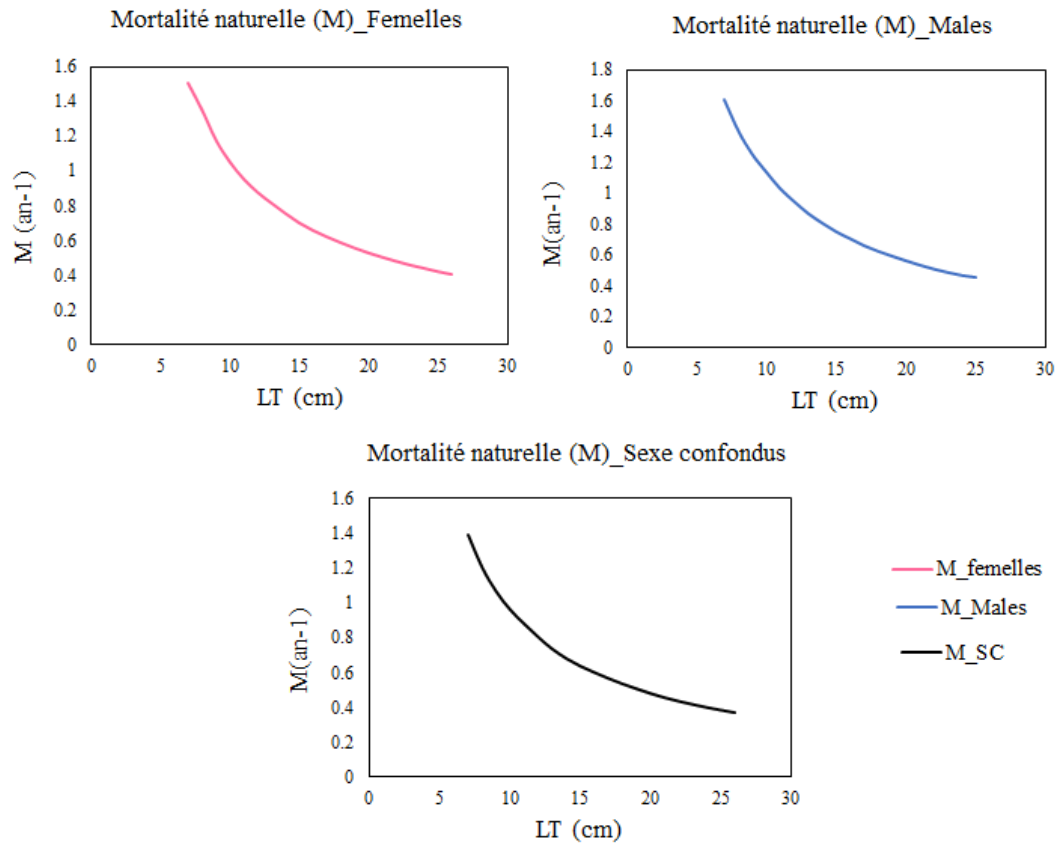 Mortalité naturelle (M)_Femelles
M (an-1)
1.6
1.4
1.2
1
0.8
0.6
0.4
0.2
0
0 5 10 15 20 25 30
LT (cm)
Mortalité naturelle (M)_Males
M(an-1)
1.8
1.6
1.4
1.2
1
0.8
0.6
0.4
0.2
0
0 5 10 15 20 25 30
LT (cm)
Mortalité naturelle (M)_Sexe confondus
M(an-1)
1.6
1.4
1.2
1
0.8
0.6
0.4
0.2
0
0 5 10 15 20 25 30
LT (cm)
M_femelles
M_Males
M_SC